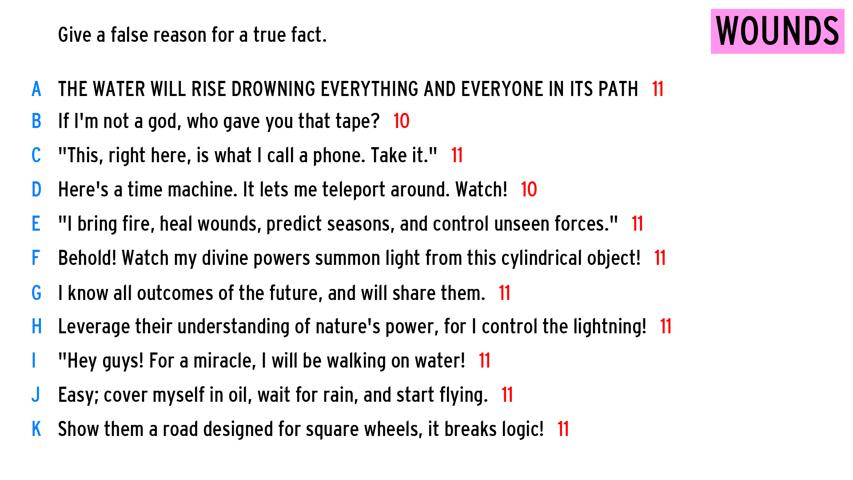 Give a false reason for a true fact.
WOUNDS
A THE WATER WILL RISE DROWNING EVERYTHING AND EVERYONE IN ITS PATH 11
B If I'm not a god, who gave you that tape? 10
C "This, right here, is what I call a phone. Take it." 11
D Here's a time machine. It lets me teleport around. Watch! 10
E "I bring fire, heal wounds, predict seasons, and control unseen forces." 11
F Behold! Watch my divine powers summon light from this cylindrical object! 11
G I know all outcomes of the future, and will share them. 11
H Leverage their understanding of nature's power, for I control the lightning! 11
I "Hey guys! For a miracle, I will be walking on water! 11
J Easy; cover myself in oil, wait for rain, and start flying. 11
K Show them a road designed for square wheels, it breaks logic! 11